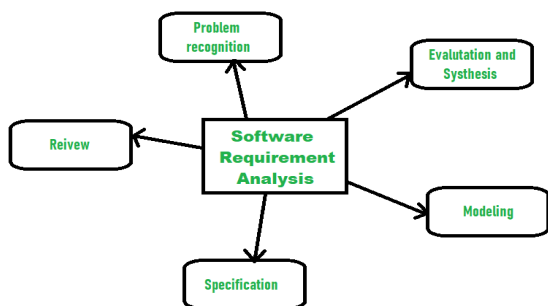 Problem
recognition
Evalutation and
Systhesis
Software
Requirement
Analysis
Reivew
Modeling
Specification